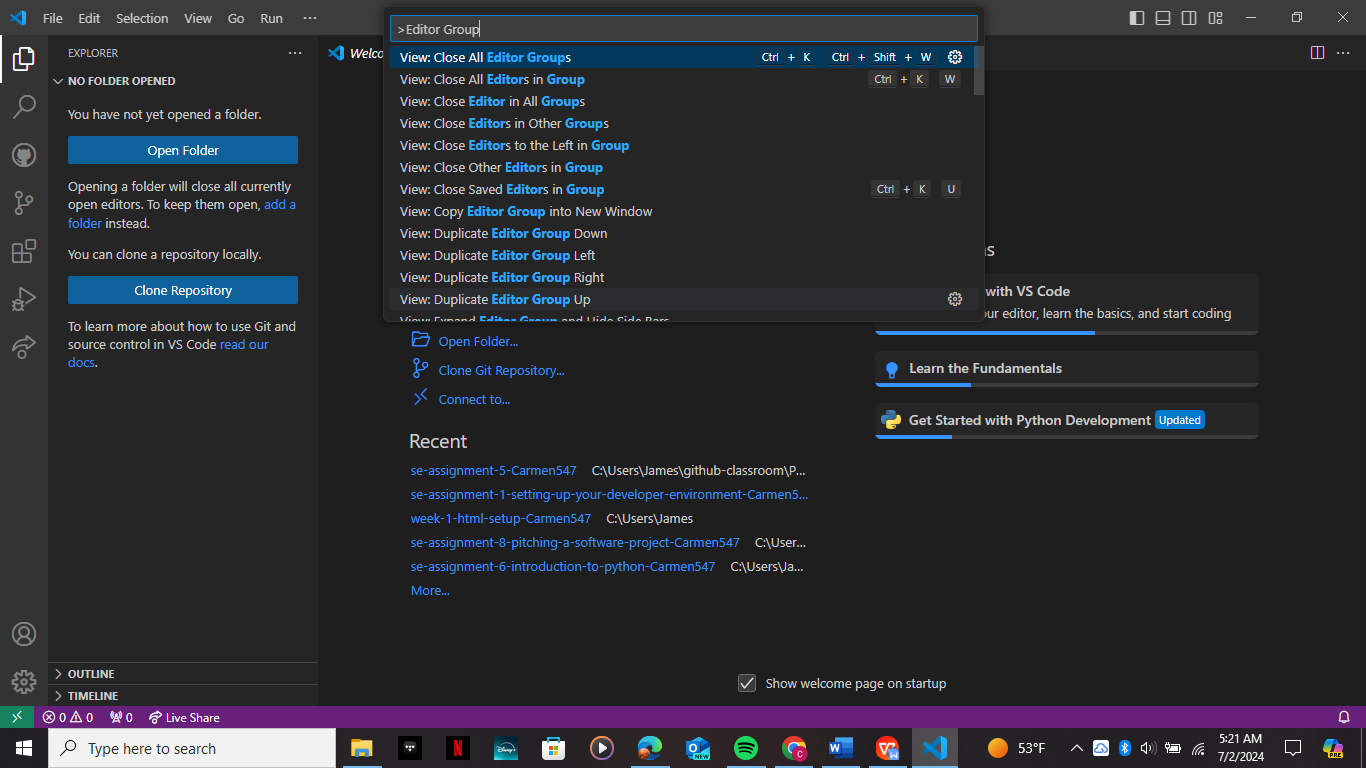 File Edit Selection View Go Run ···
>Editor Group
EXPLORER
NO FOLDER OPENED
You have not yet opened a folder.
Open Folder
Opening a folder will close all currently
open editors. To keep them open, add a
folder instead.
You can clone a repository locally.
Clone Repository
To learn more about how to use Git and
source control in VS Code read our
docs.
OUTLINE
TIMELINE
Welco
View: Close All Editor Groups Ctrl + K Ctrl + Shift + W
View: Close All Editors in Group Ctrl + K W
View: Close Editor in All Groups
View: Close Editors in Other Groups
View: Close Editors to the Left in Group
View: Close Other Editors in Group
View: Close Saved Editors in Group Ctrl + K U
View: Copy Editor Group into New Window
View: Duplicate Editor Group Down
View: Duplicate Editor Group Left
View: Duplicate Editor Group Right
View: Duplicate Editor Group Up
View: Expand Editor Group and Hide Side Bars
Open Folder...
Clone Git Repository...
Connect to...
Recent
se-assignment-5-Carmen547 C:\Users\James\github-classroom\P...
se-assignment-1-setting-up-your-developer-environment-Carmen5...
week-1-html-setup-Carmen547 C:\Users\James
se-assignment-8-pitching-a-software-project-Carmen547 C:\User...
se-assignment-6-introduction-to-python-Carmen547 C:\Users\Ja...
More...
with VS Code
our editor, learn the basics, and start coding
Learn the Fundamentals
Get Started with Python Development Updated
Show welcome page on startup
0 0 0 Live Share
Type here to search
NEW
53°F
5:21 AM
7/2/2024
PRE